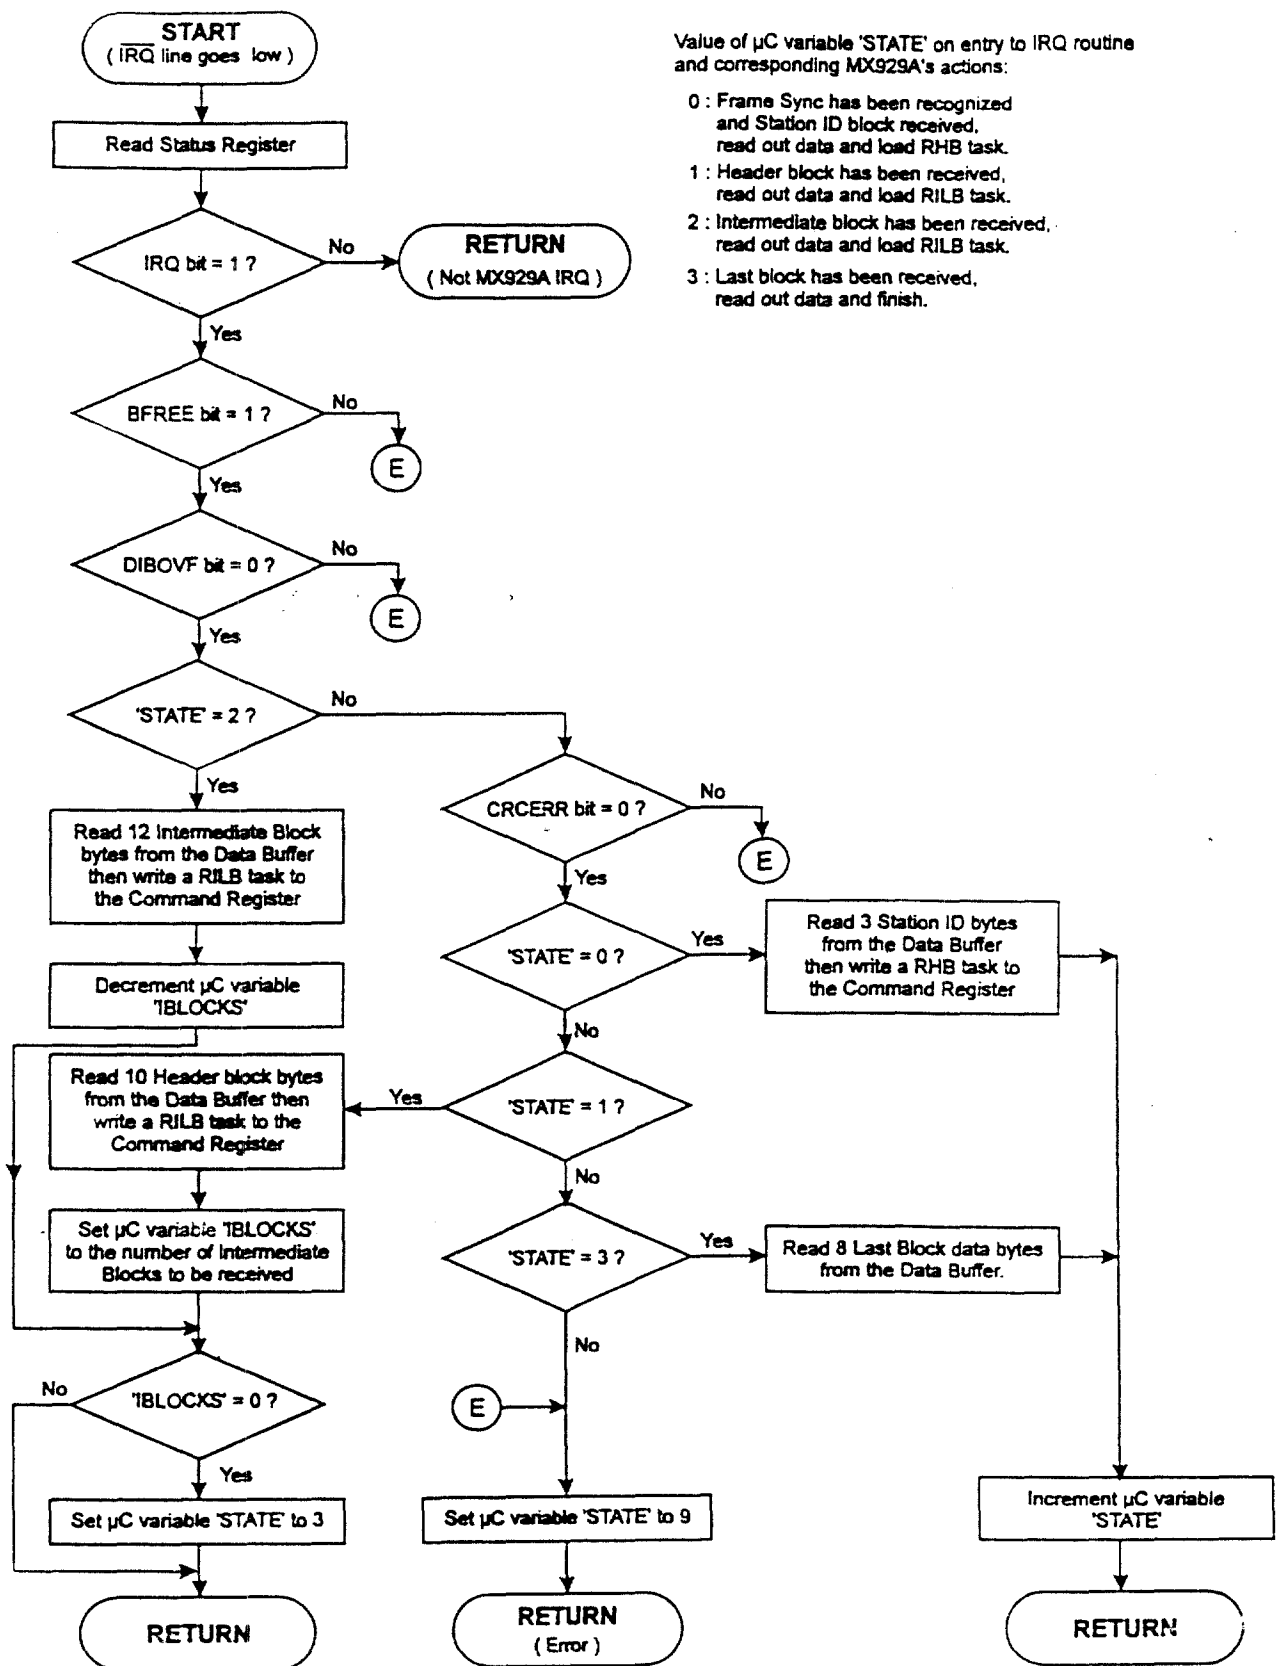 START
( IRQ line goes low )
Value of µC variable 'STATE' on entry to IRQ routine
and corresponding MX929A's actions:
0 : Frame Sync has been recognized
and Station ID block received,
read out data and load RHB task.
1 : Header block has been received,
read out data and load RILB task.
2 : Intermediate block has been received,
read out data and load RILB task.
3 : Last block has been received,
read out data and finish.
Read Status Register
IRQ bit = 1 ?
No
RETURN
( Not MX929A IRQ )
Yes
BFREE bit = 1 ?
No
E
Yes
DIBOVF bit = 0 ?
No
E
Yes
'STATE' = 2 ?
No
Yes
CRCERR bit = 0 ?
No
E
Yes
Read 12 Intermediate Block
bytes from the Data Buffer
then write a RILB task to
the Command Register
'STATE' = 0 ?
Yes
Read 3 Station ID bytes
from the Data Buffer
then write a RHB task to
the Command Register
No
Decrement µC variable
'IBLOCKS'
'STATE' = 1 ?
Yes
Read 10 Header block bytes
from the Data Buffer then
write a RILB task to the
Command Register
No
Set µC variable 'IBLOCKS'
to the number of Intermediate
Blocks to be received
'STATE' = 3 ?
Yes
Read 8 Last Block data bytes
from the Data Buffer.
No
'IBLOCKS' = 0 ?
No
Yes
E
Set µC variable 'STATE' to 3
Set µC variable 'STATE' to 9
Increment µC variable
'STATE'
RETURN
RETURN
( Error )
RETURN